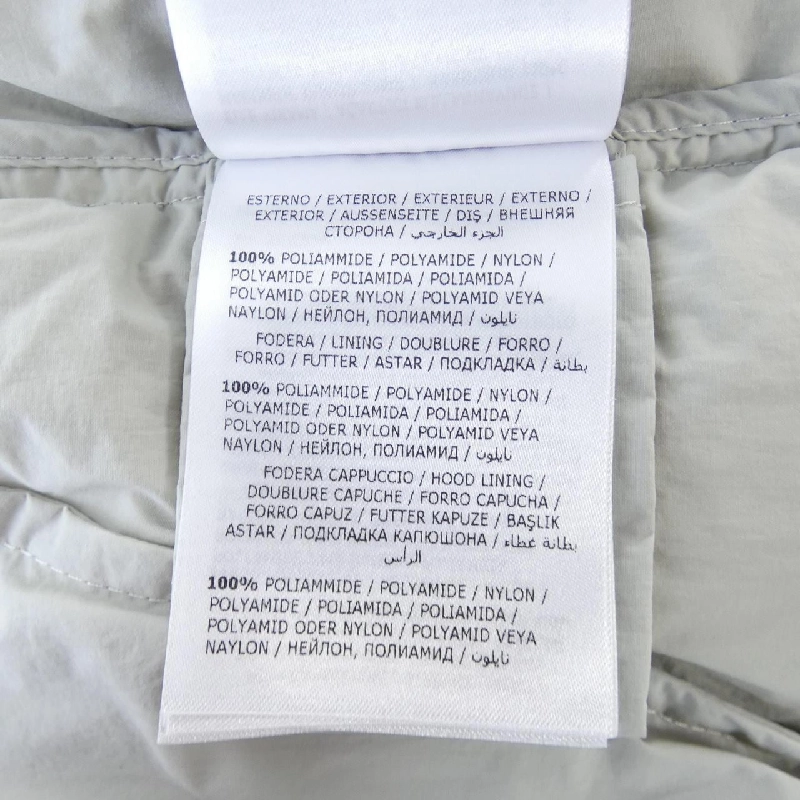 ESTERNO / EXTERIOR / EXTERIEUR / EXTERNO /
EXTERIOR / AUSSENSEITE / DIŞ / ВНЕШНЯЯ
СТОРОНА / الجزء الخارجي
100% POLIAMMIDE / POLYAMIDE / NYLON /
POLYAMIDE / POLIAMIDA / POLIAMIDA /
POLYAMID ODER NYLON / POLYAMID VEYA
NAYLON / НЕЙЛОН, ПОЛИАМИД / نايلون
FODERA / LINING / DOUBLURE / FORRO /
FORRO / FUTTER / ASTAR / ПОДКЛАДКА / بطانة
100% POLIAMMIDE / POLYAMIDE / NYLON /
POLYAMIDE / POLIAMIDA / POLIAMIDA /
POLYAMID ODER NYLON / POLYAMID VEYA
NAYLON / НЕЙЛОН, ПОЛИАМИД / نايلون
FODERA CAPPUCCIO / HOOD LINING /
DOUBLURE CAPUCHE / FORRO CAPUCHA /
FORRO CAPUZ / FUTTER KAPUZE / BAŞLIK
ASTAR / ПОДКЛАДКА КАПЮШОНА / بطانة غطاء
الرأس
100% POLIAMMIDE / POLYAMIDE / NYLON /
POLYAMIDE / POLIAMIDA / POLIAMIDA /
POLYAMID ODER NYLON / POLYAMID VEYA
NAYLON / НЕЙЛОН, ПОЛИАМИД / نايلون